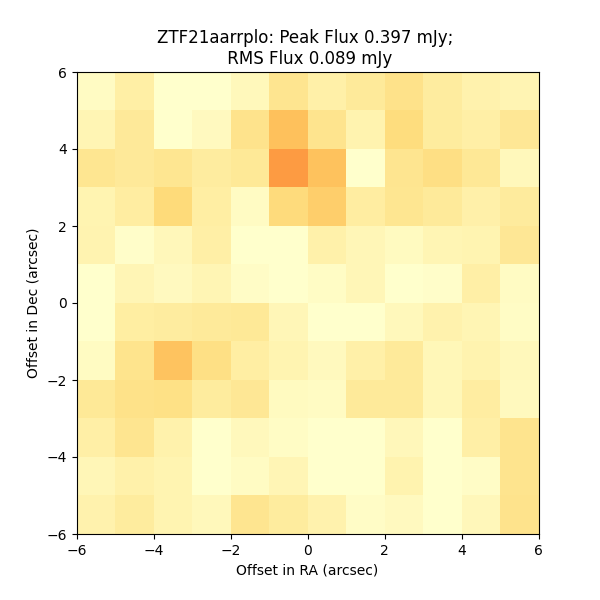 ZTF21aarrplo: Peak Flux 0.397 mJy;
RMS Flux 0.089 mJy
6
4
2
0
−2
−4
−6
Offset in Dec (arcsec)
−6 −4 −2 0 2 4 6
Offset in RA (arcsec)